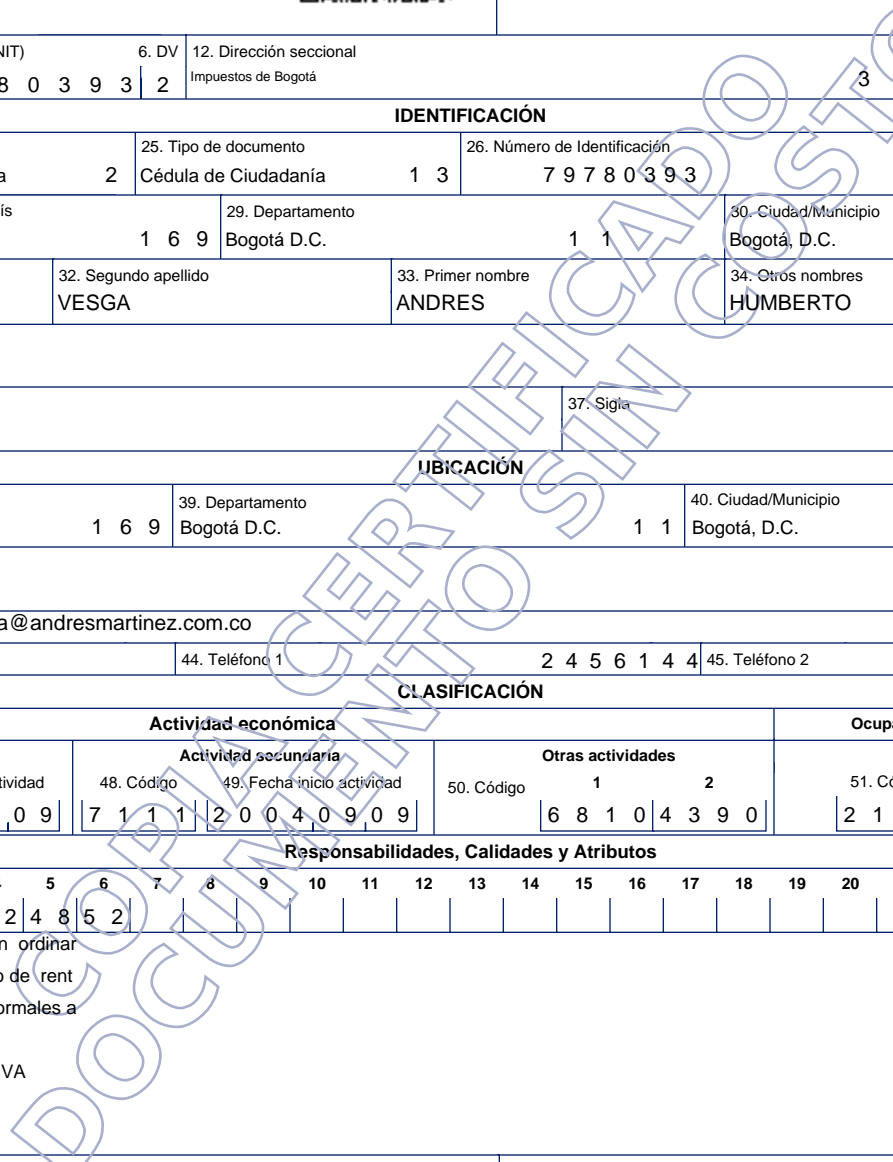 NIT) 6. DV 12. Dirección seccional
8 0 3 9 3 2 Impuestos de Bogotá 3
IDENTIFICACIÓN
25. Tipo de documento 26. Número de Identificación
a 2 Cédula de Ciudadanía 1 3 7 9 7 8 0 3 9 3
ís 29. Departamento 30. Ciudad/Municipio
1 6 9 Bogotá D.C. 1 1 Bogotá, D.C.
32. Segundo apellido 33. Primer nombre 34. Otros nombres
VESGA ANDRES HUMBERTO
37. Sigla
UBICACIÓN
39. Departamento 40. Ciudad/Municipio
1 6 9 Bogotá D.C. 1 1 Bogotá, D.C.
a@andresmartinez.com.co
44. Teléfono 1 2 4 5 6 1 4 4 45. Teléfono 2
CLASIFICACIÓN
Actividad económica Ocupa
Actividad secundaria Otras actividades
tividad 48. Código 49. Fecha inicio actividad 50. Código 1 2 51. Có
0 9 7 1 1 1 2 0 0 4 0 9 0 9 6 8 1 0 4 3 9 0 2 1
Responsabilidades, Calidades y Atributos
5 6 7 8 9 10 11 12 13 14 15 16 17 18 19 20
2 4 8 5 2
n ordinar
o de rent
ormales a
VA
COPIA CERTIFICADO
DOCUMENTO SIN COSTO